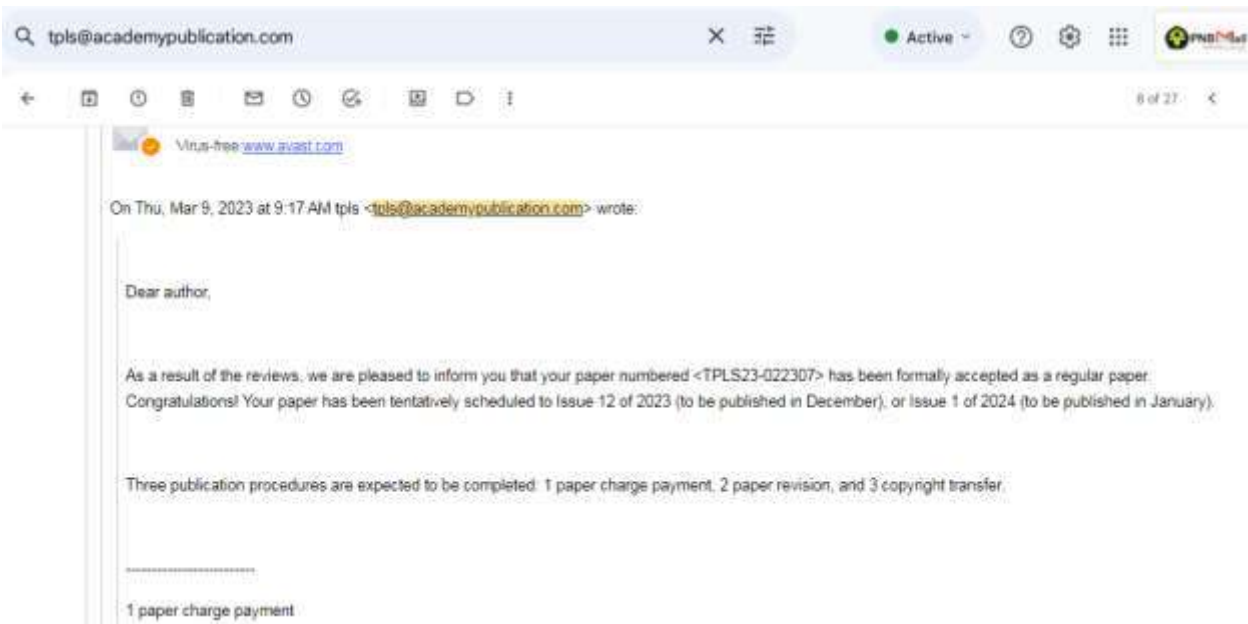 tpls@academypublication.com
Active
8 of 27
Virus-free.www.avast.com
On Thu, Mar 9, 2023 at 9:17 AM tpls <tpls@academypublication.com> wrote:
Dear author,
As a result of the reviews, we are pleased to inform you that your paper numbered <TPLS23-022307> has been formally accepted as a regular paper.
Congratulations! Your paper has been tentatively scheduled to Issue 12 of 2023 (to be published in December), or Issue 1 of 2024 (to be published in January).
Three publication procedures are expected to be completed: 1 paper charge payment, 2 paper revision, and 3 copyright transfer.
--------------------------
1 paper charge payment